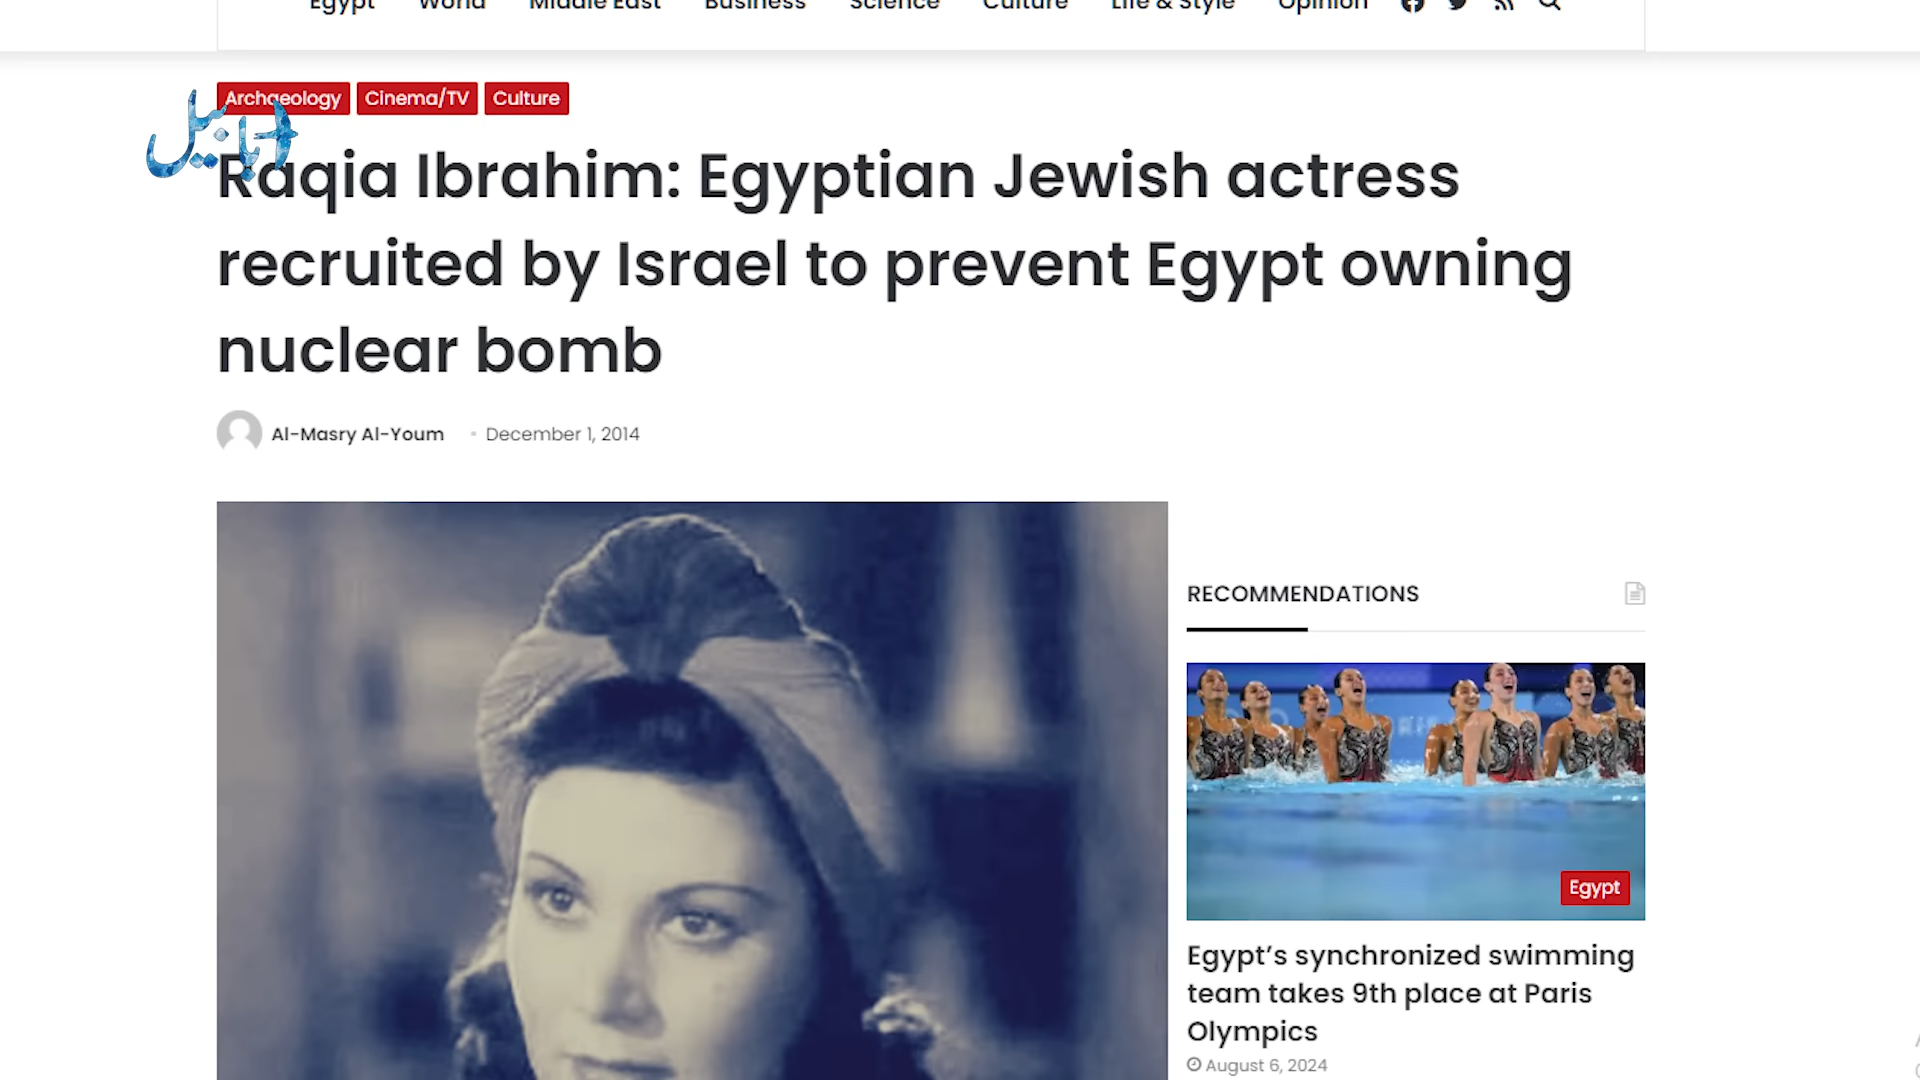 Egypt World Middle East Business Science Culture Life & Style Opinion
Archaeology Cinema/TV Culture
أبابيل
Raqia Ibrahim: Egyptian Jewish actress
recruited by Israel to prevent Egypt owning
nuclear bomb
Al-Masry Al-Youm • December 1, 2014
RECOMMENDATIONS
Egypt
Egypt’s synchronized swimming
team takes 9th place at Paris
Olympics
August 6, 2024